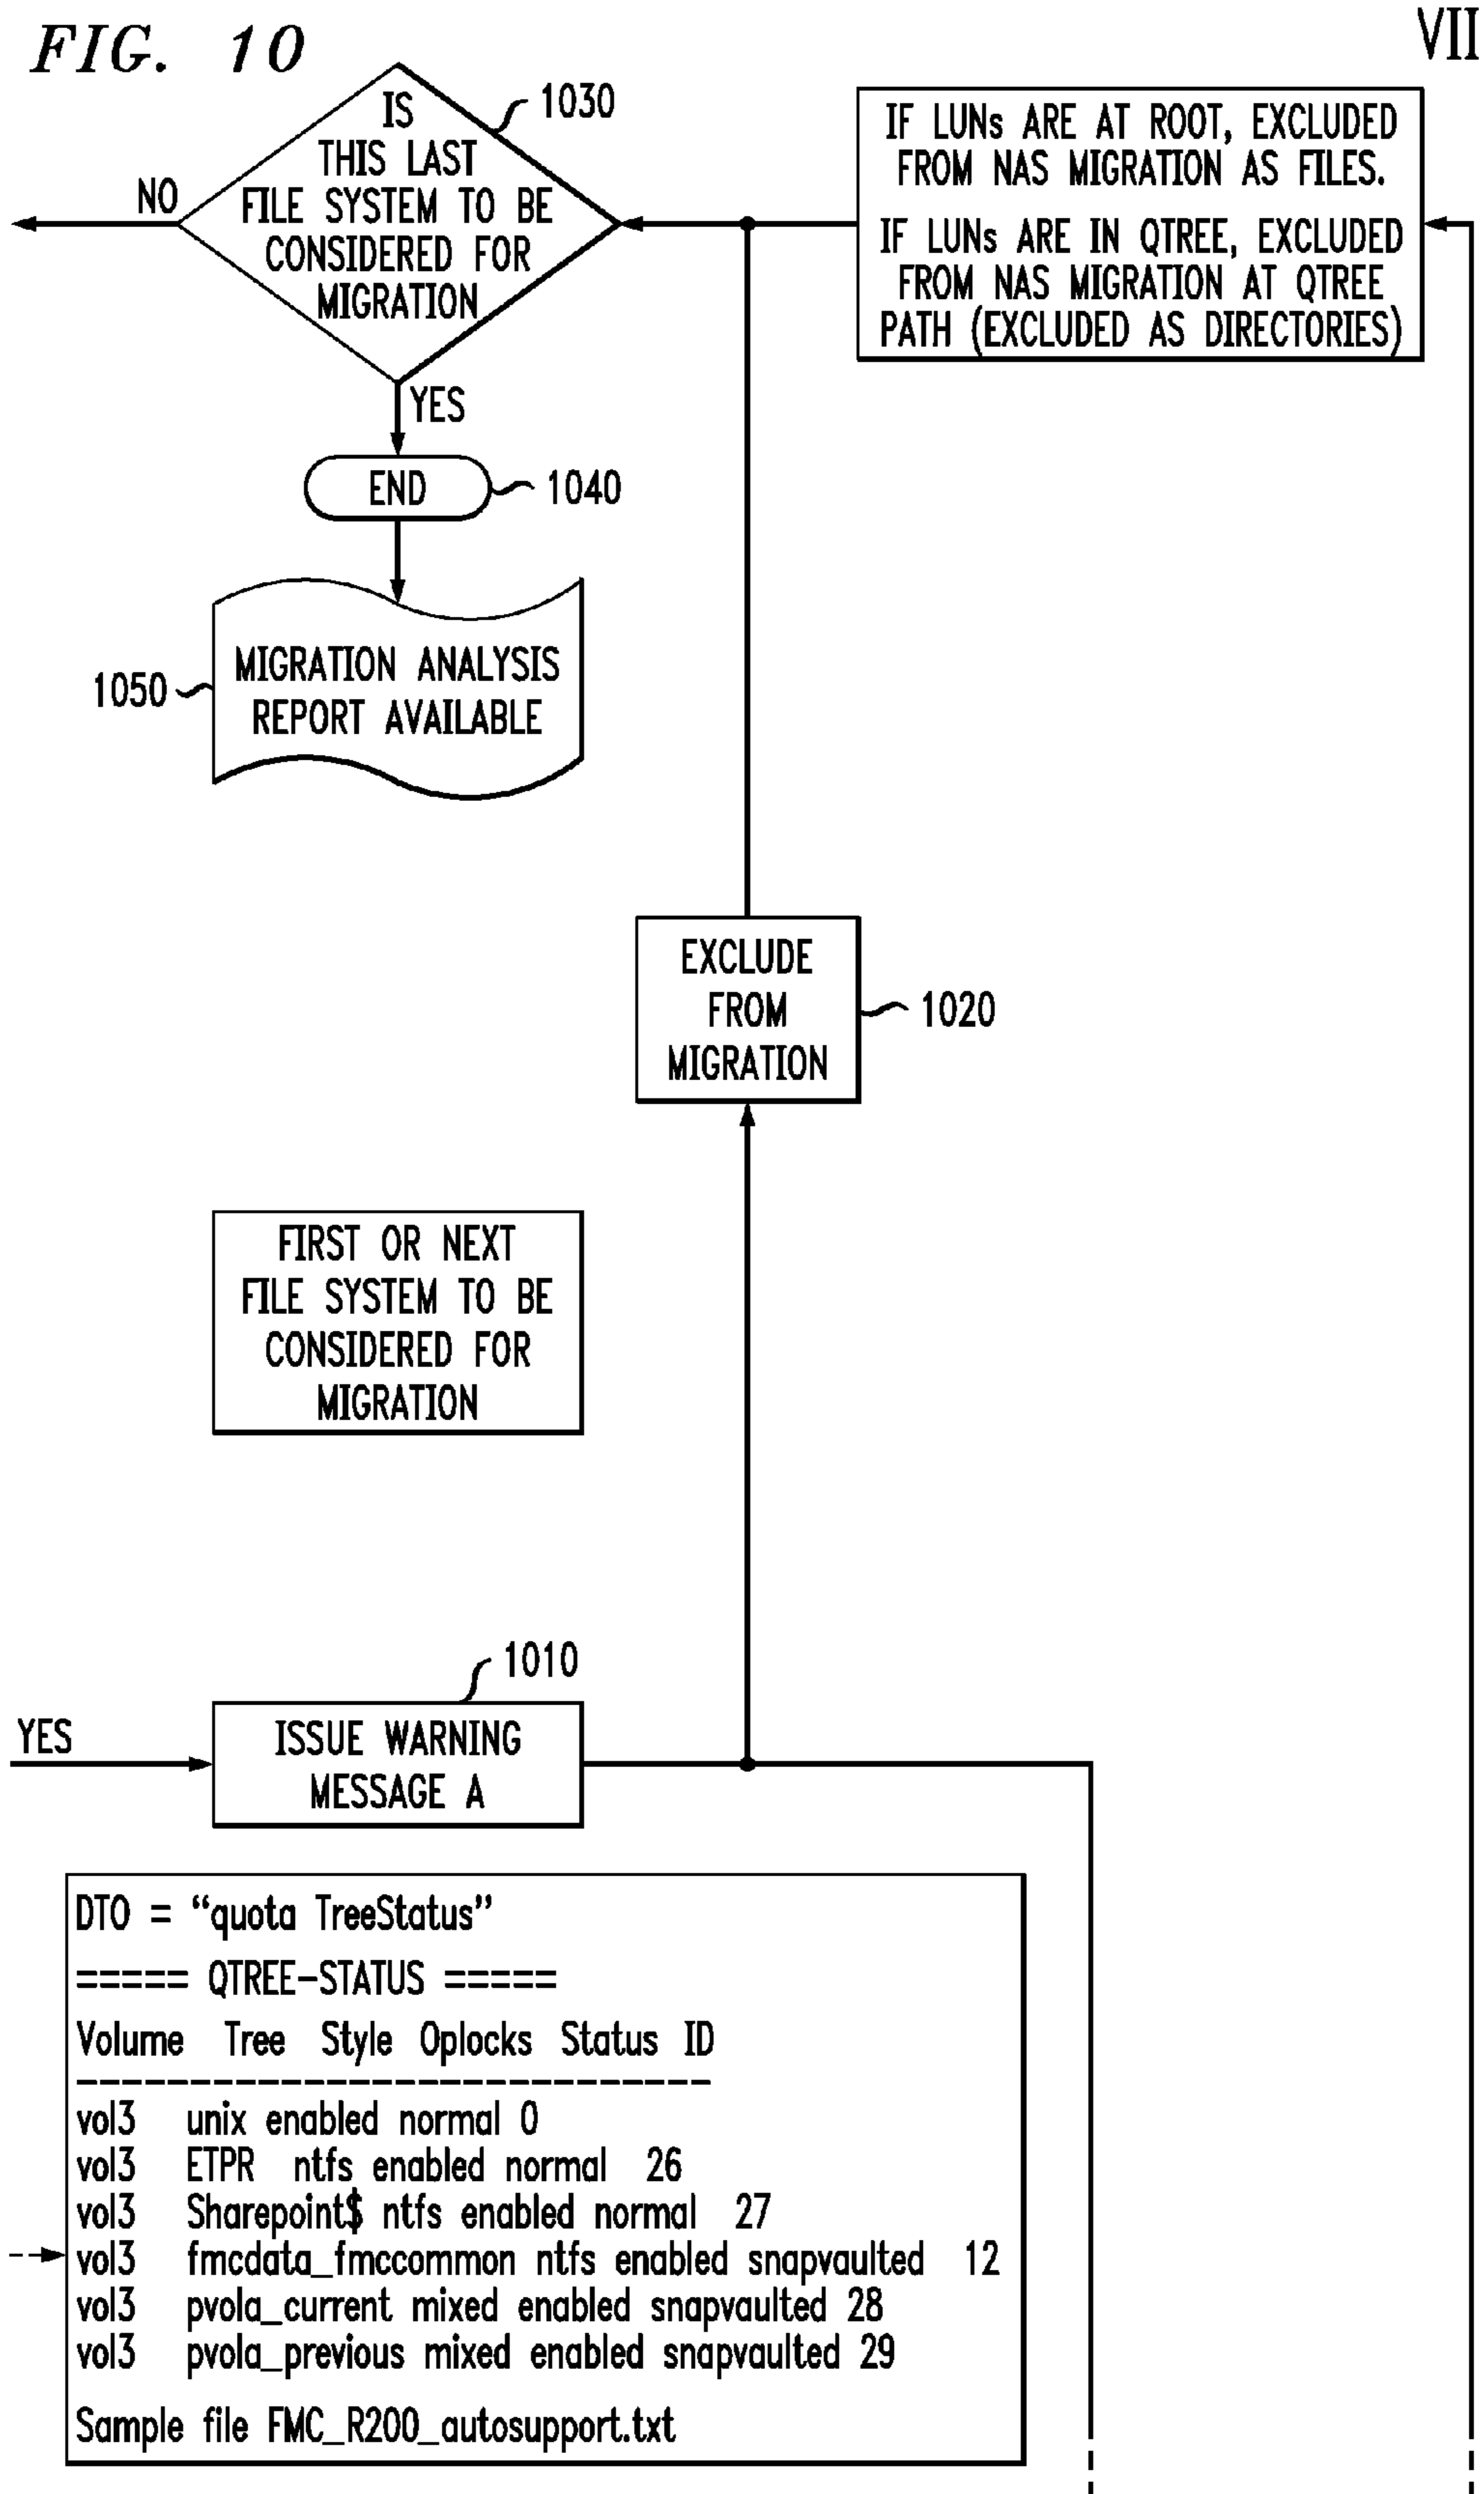 FIG. 10
VII
IS
THIS LAST
FILE SYSTEM TO BE
CONSIDERED FOR
MIGRATION
1030
NO
YES
IF LUNs ARE AT ROOT, EXCLUDED
FROM NAS MIGRATION AS FILES.
IF LUNs ARE IN QTREE, EXCLUDED
FROM NAS MIGRATION AT QTREE
PATH (EXCLUDED AS DIRECTORIES)
END
1040
MIGRATION ANALYSIS
REPORT AVAILABLE
1050
EXCLUDE
FROM
MIGRATION
1020
FIRST OR NEXT
FILE SYSTEM TO BE
CONSIDERED FOR
MIGRATION
1010
YES
ISSUE WARNING
MESSAGE A
DTO = “quota TreeStatus”
===== QTREE-STATUS =====
Volume Tree Style Oplocks Status ID
----------------------------
vol3 unix enabled normal 0
vol3 ETPR ntfs enabled normal 26
vol3 Sharepoint$ ntfs enabled normal 27
vol3 fmcdata_fmccommon ntfs enabled snapvaulted 12
vol3 pvola_current mixed enabled snapvaulted 28
vol3 pvola_previous mixed enabled snapvaulted 29
Sample file FMC_R200_autosupport.txt